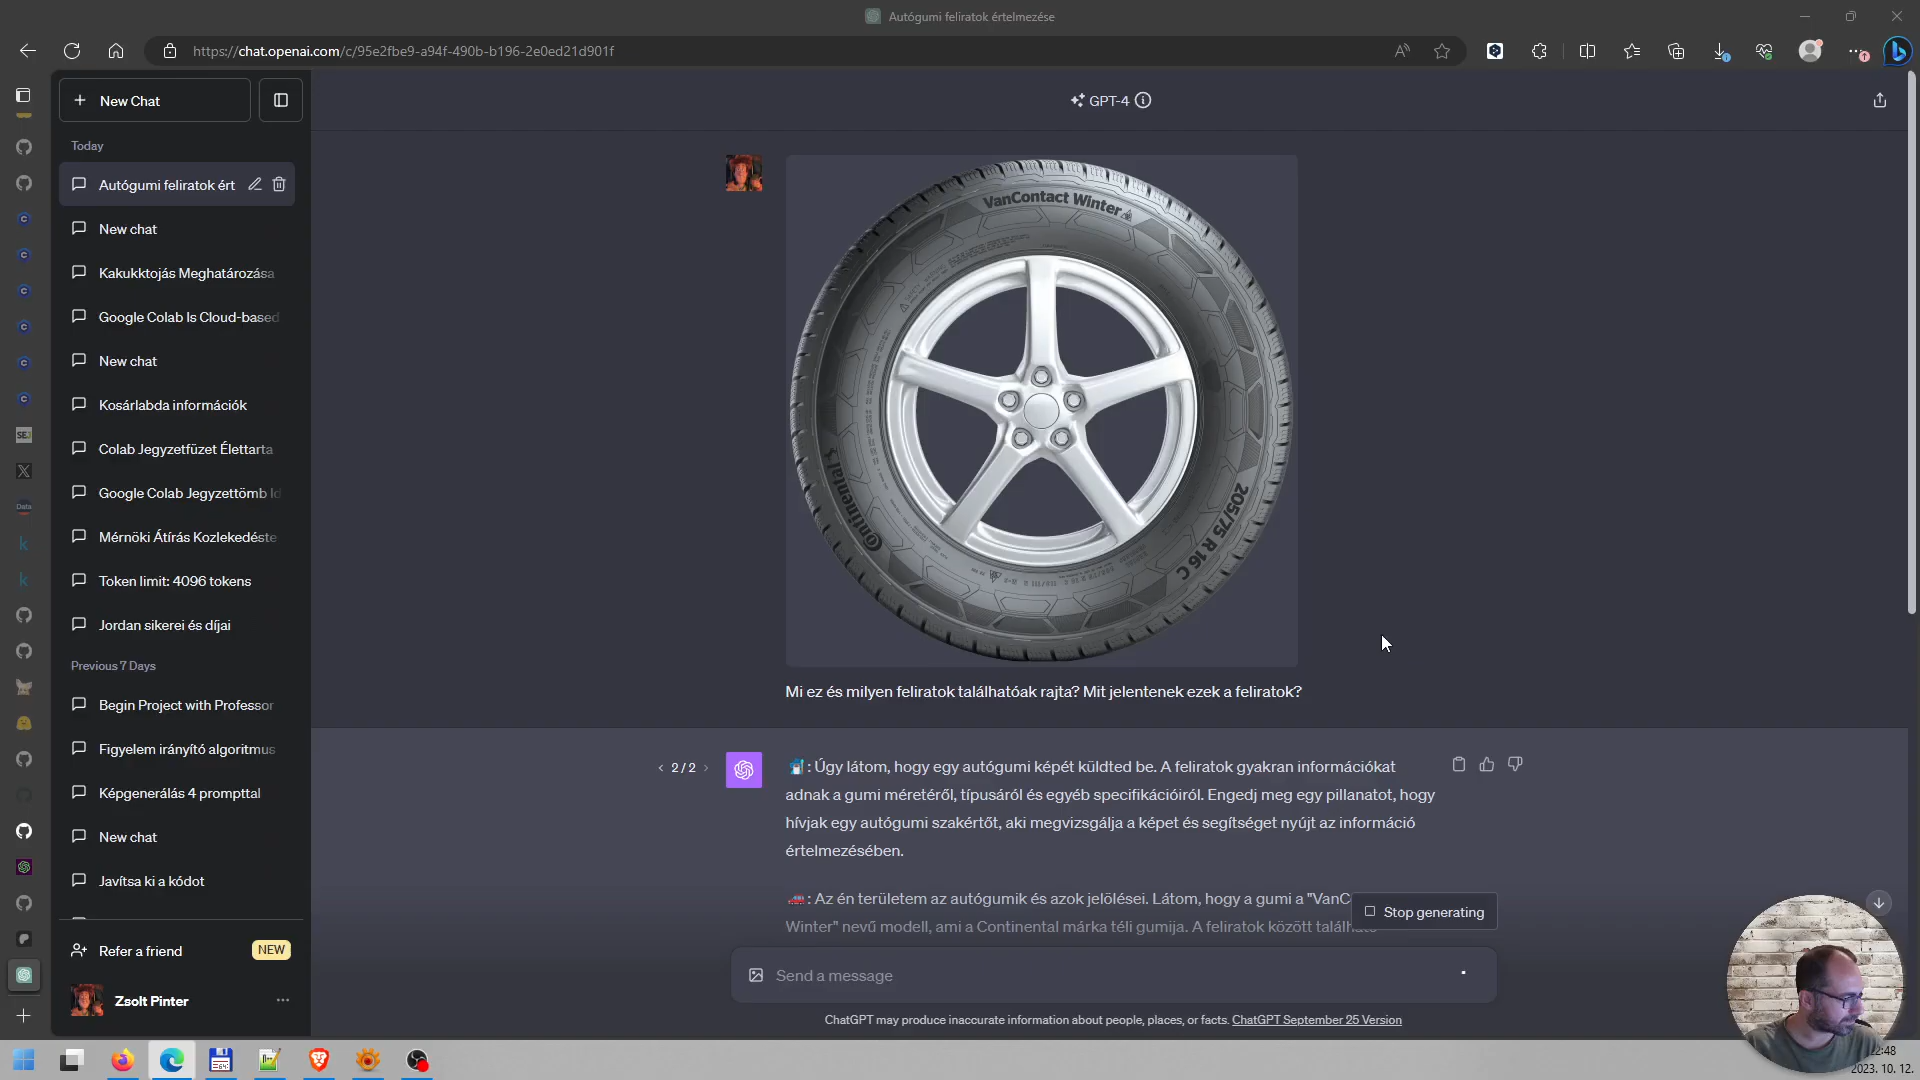 Autógumi feliratok értelmezése
https://chat.openai.com/c/95e2fbe9-a94f-490b-b196-2e0ed21d901f
New Chat
GPT-4
Today
Autógumi feliratok ért
New chat
Kakukktojás Meghatározása
Google Colab Is Cloud-based
New chat
Kosárlabda információk
Colab Jegyzetfüzet Élettarta
Google Colab Jegyzettömb Id
Mérnöki Átírás Kozlekedéste
Token limit: 4096 tokens
Jordan sikerei és díjai
Previous 7 Days
Begin Project with Professor
Figyelem irányító algoritmus
Képgenerálás 4 prompttal
New chat
Javítsa ki a kódot
Refer a friend
NEW
Zsolt Pinter
VanContact Winter
Continental
205/75 R 16 C
Mi ez és milyen feliratok találhatóak rajta? Mit jelentenek ezek a feliratok?
2 / 2
: Úgy látom, hogy egy autógumi képét küldted be. A feliratok gyakran információkat
adnak a gumi méretéről, típusáról és egyéb specifikációiról. Engedj meg egy pillanatot, hogy
hívjak egy autógumi szakértőt, aki megvizsgálja a képet és segítséget nyújt az információ
értelmezésében.
: Az én területem az autógumik és azok jelölései. Látom, hogy a gumi a "VanC
Winter" nevű modell, ami a Continental márka téli gumija. A feliratok között található
Stop generating
Send a message
ChatGPT may produce inaccurate information about people, places, or facts. ChatGPT September 25 Version
2:48
2023. 10. 12.